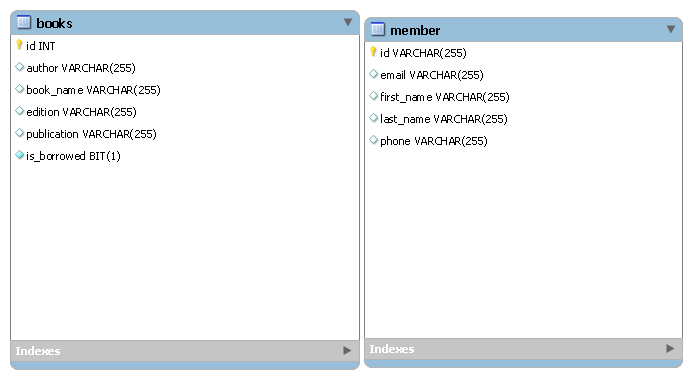 books
id INT
author VARCHAR(255)
book_name VARCHAR(255)
edition VARCHAR(255)
publication VARCHAR(255)
is_borrowed BIT(1)
Indexes
member
id VARCHAR(255)
email VARCHAR(255)
first_name VARCHAR(255)
last_name VARCHAR(255)
phone VARCHAR(255)
Indexes